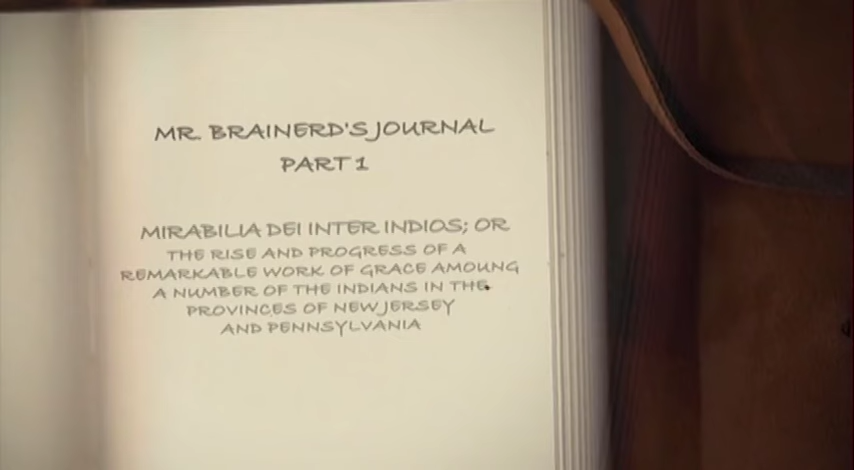 MR. BRAINERD'S JOURNAL
PART 1
MIRABILIA DEI INTER INDIOS; OR
THE RISE AND PROGRESS OF A
REMARKABLE WORK OF GRACE AMOUNG
A NUMBER OF THE INDIANS IN THE
PROVINCES OF NEW JERSEY
AND PENNSYLVANIA